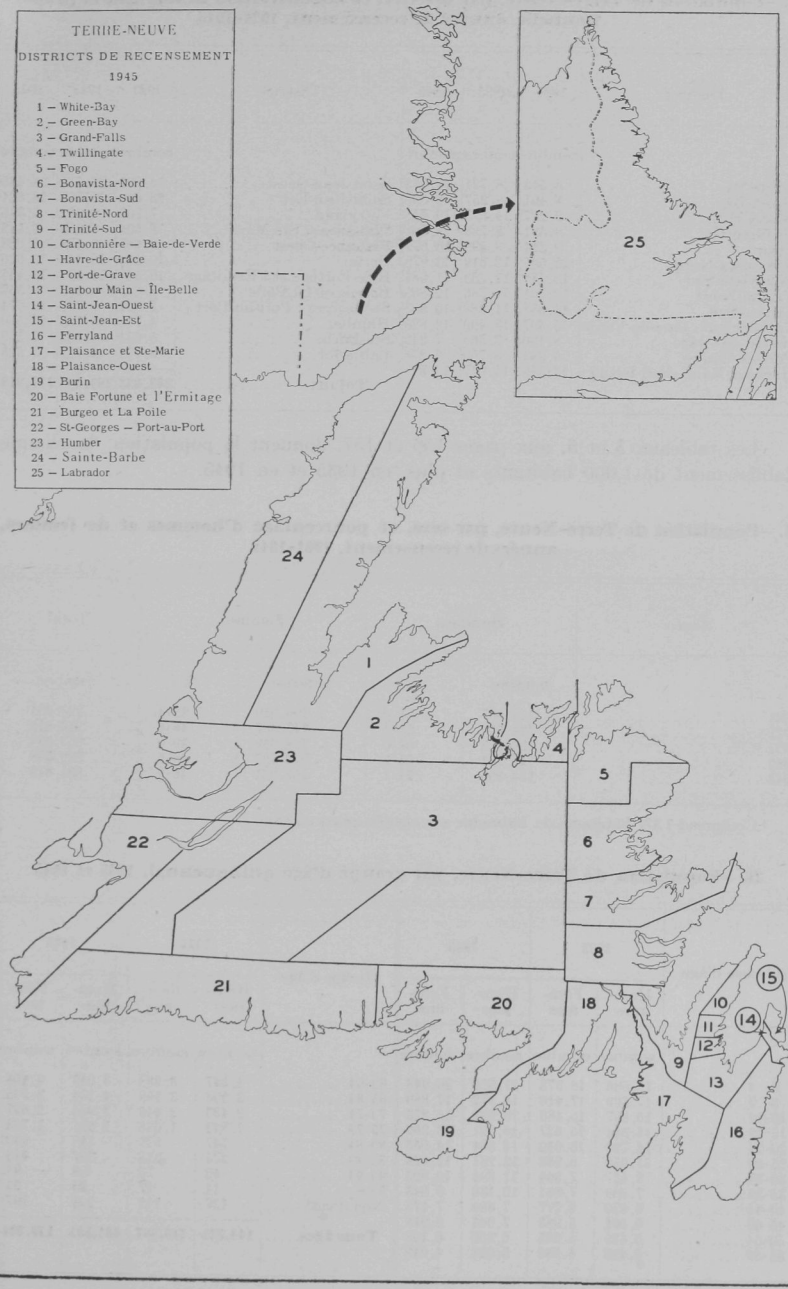 TERRE-NEUVE
DISTRICTS DE RECENSEMENT
1945
1 — White-Bay
2 — Green-Bay
3 — Grand-Falls
4 — Twillingate
5 — Fogo
6 — Bonavista-Nord
7 — Bonavista-Sud
8 — Trinité-Nord
9 — Trinité-Sud
10 — Carbonnière — Baie-de-Verde
11 — Havre-de-Grâce
12 — Port-de-Grave
13 — Harbour Main — Île-Belle
14 — Saint-Jean-Ouest
15 — Saint-Jean-Est
16 — Ferryland
17 — Plaisance et Ste-Marie
18 — Plaisance-Ouest
19 — Burin
20 — Baie Fortune et l'Ermitage
21 — Burgeo et La Poile
22 — St-Georges — Port-au-Port
23 — Humber
24 — Sainte-Barbe
25 — Labrador
25
24
1
2
23
4
5
3
22
6
7
8
21
20
18
15
10
11
14
12
9
13
17
19
16